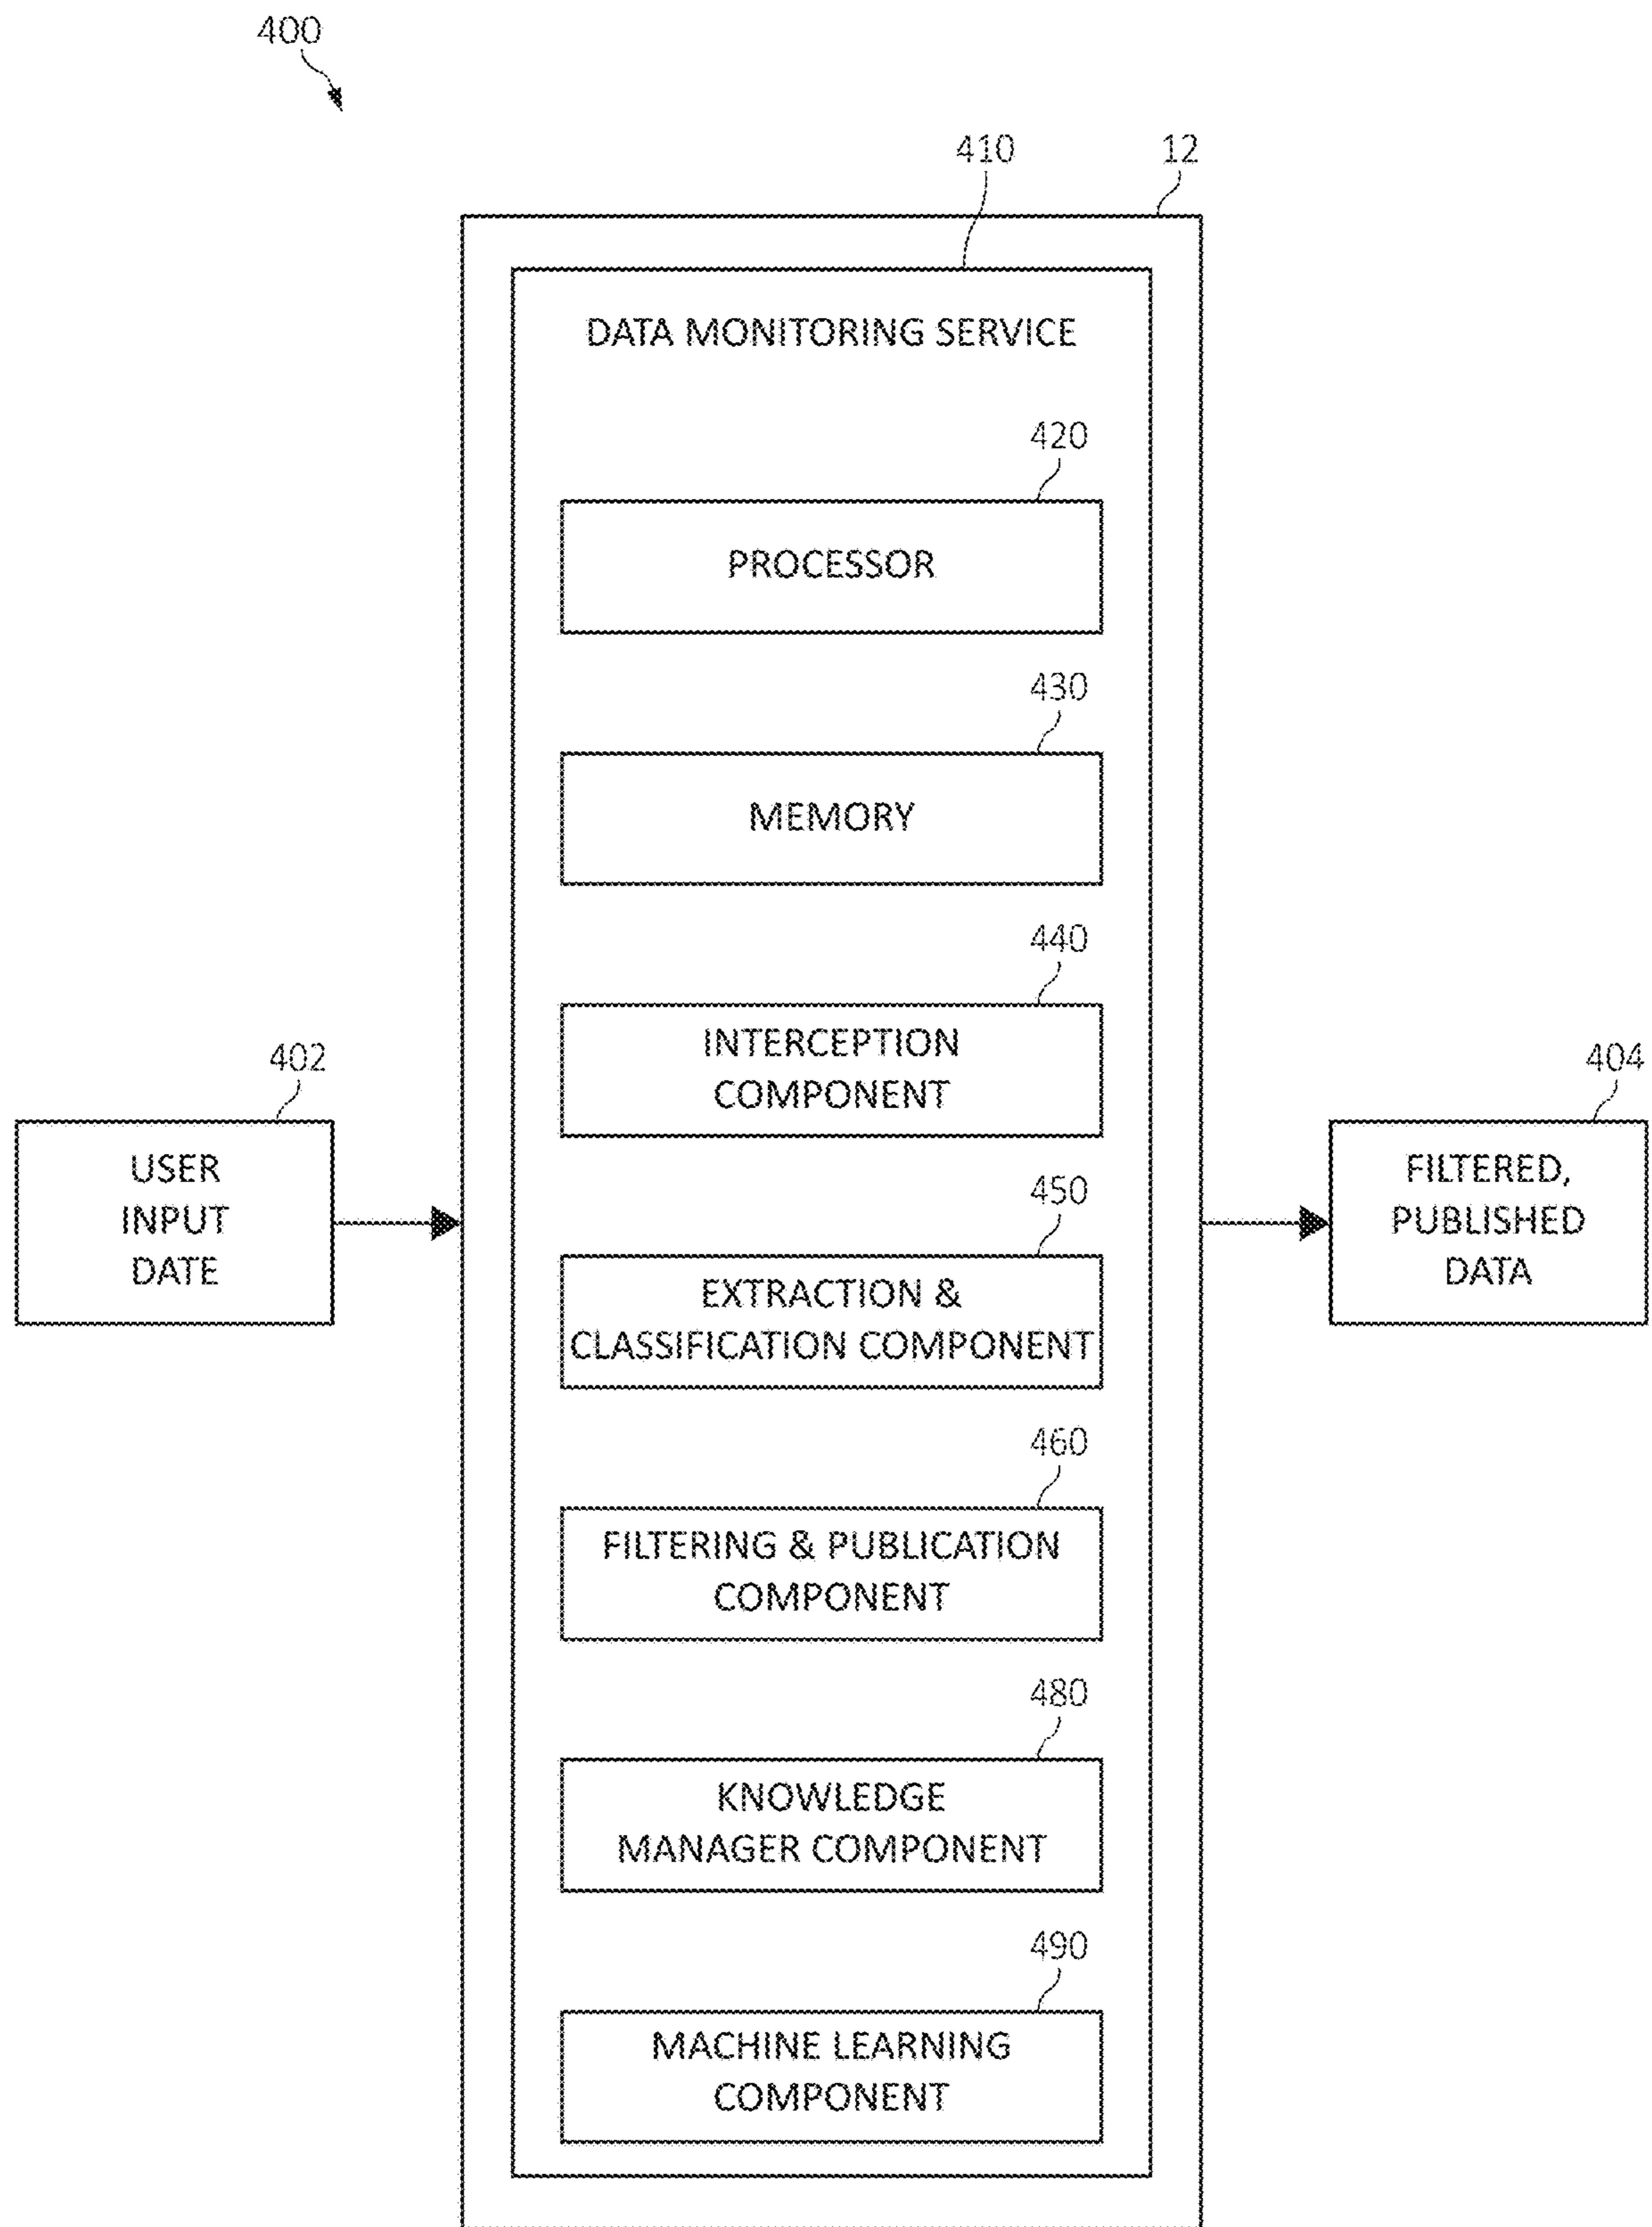 400
410
12
DATA MONITORING SERVICE
420
PROCESSOR
430
MEMORY
440
INTERCEPTION
COMPONENT
402
USER
INPUT
DATE
450
EXTRACTION &
CLASSIFICATION COMPONENT
404
FILTERED,
PUBLISHED
DATA
460
FILTERING & PUBLICATION
COMPONENT
480
KNOWLEDGE
MANAGER COMPONENT
490
MACHINE LEARNING
COMPONENT